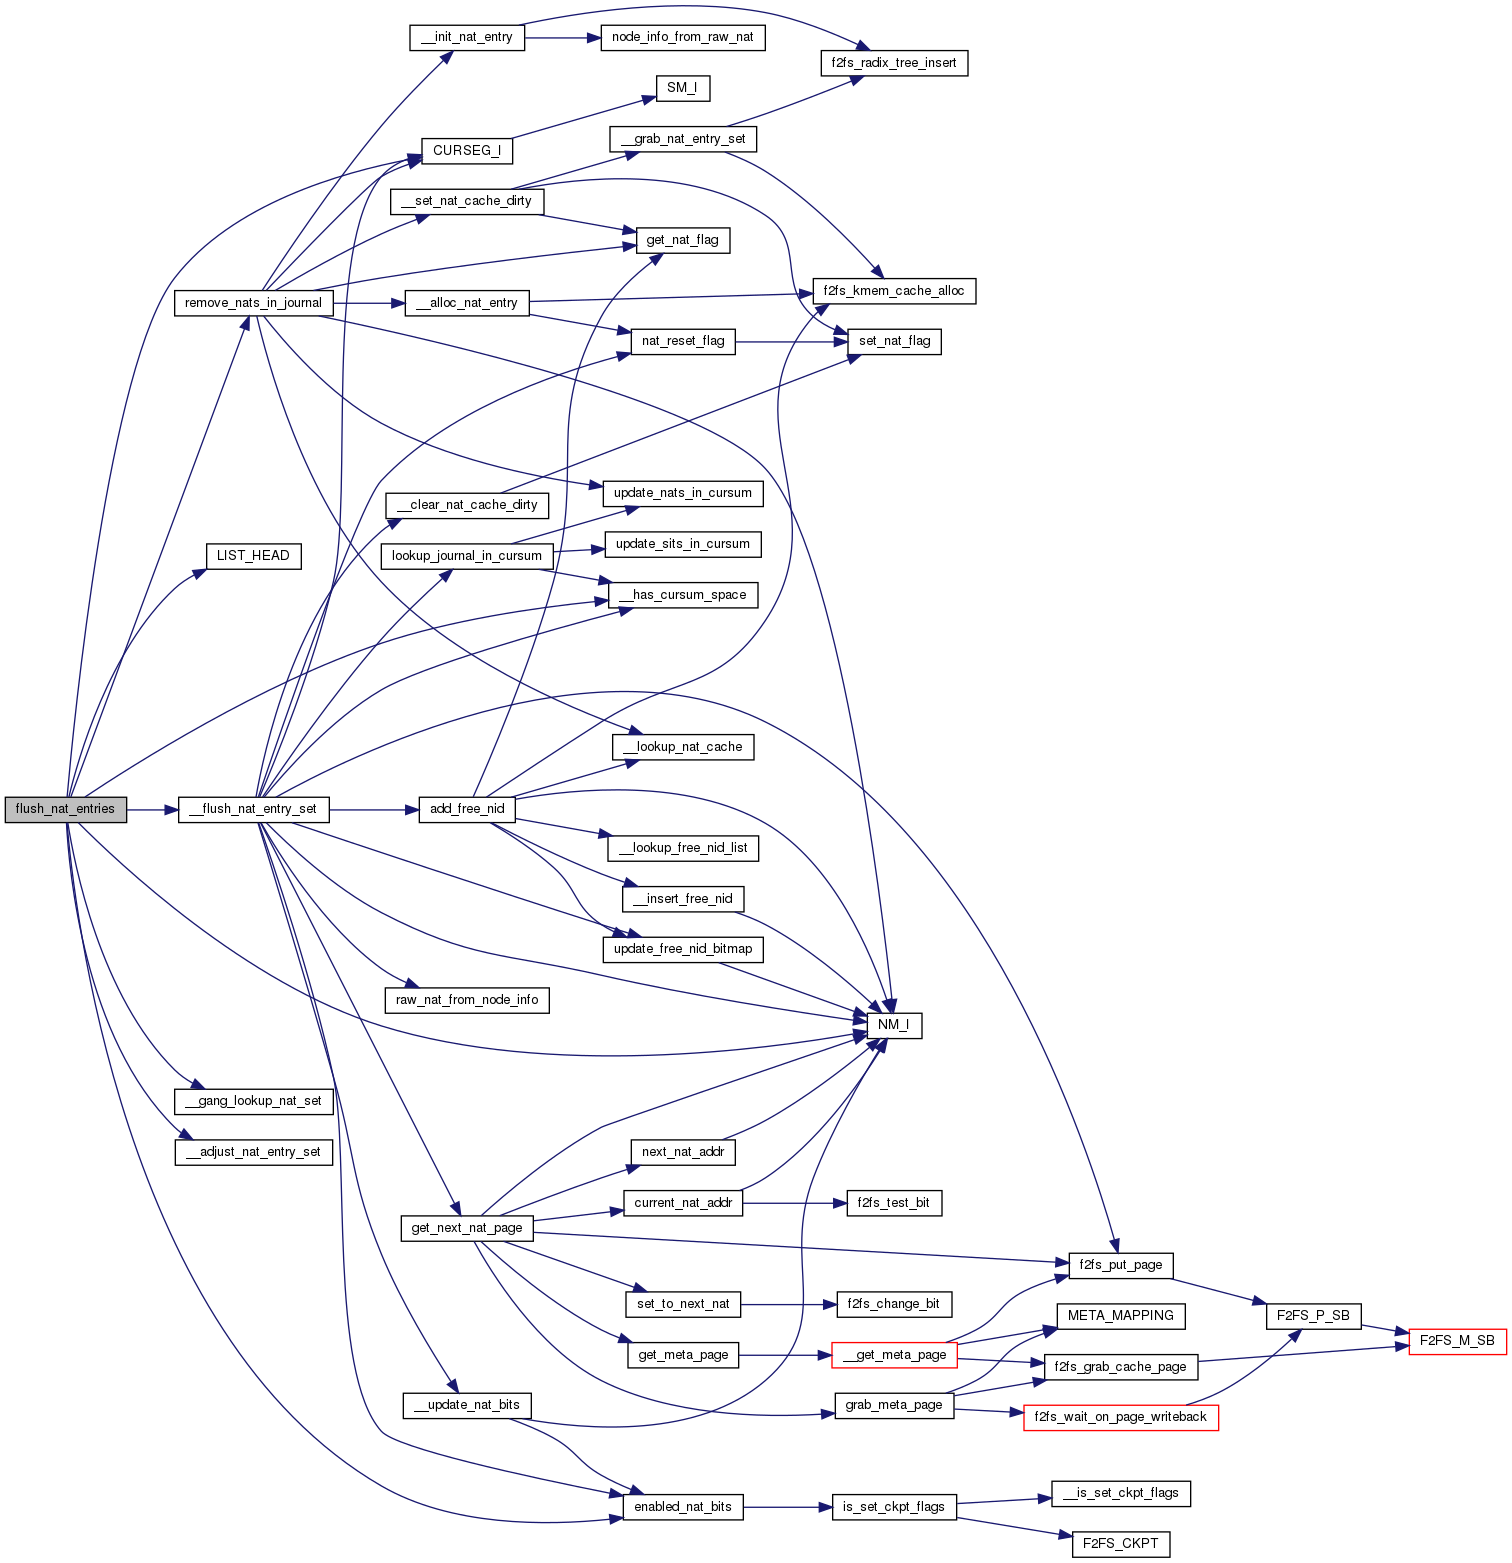 __init_nat_entry
node_info_from_raw_nat
f2fs_radix_tree_insert
SM_I
__grab_nat_entry_set
CURSEG_I
__set_nat_cache_dirty
get_nat_flag
f2fs_kmem_cache_alloc
remove_nats_in_journal
__alloc_nat_entry
nat_reset_flag
set_nat_flag
update_nats_in_cursum
__clear_nat_cache_dirty
update_sits_in_cursum
LIST_HEAD
lookup_journal_in_cursum
__has_cursum_space
__lookup_nat_cache
flush_nat_entries
__flush_nat_entry_set
add_free_nid
__lookup_free_nid_list
__insert_free_nid
update_free_nid_bitmap
raw_nat_from_node_info
NM_I
__gang_lookup_nat_set
__adjust_nat_entry_set
next_nat_addr
current_nat_addr
f2fs_test_bit
get_next_nat_page
f2fs_put_page
set_to_next_nat
f2fs_change_bit
META_MAPPING
F2FS_P_SB
F2FS_M_SB
get_meta_page
__get_meta_page
f2fs_grab_cache_page
__update_nat_bits
grab_meta_page
f2fs_wait_on_page_writeback
enabled_nat_bits
is_set_ckpt_flags
__is_set_ckpt_flags
F2FS_CKPT